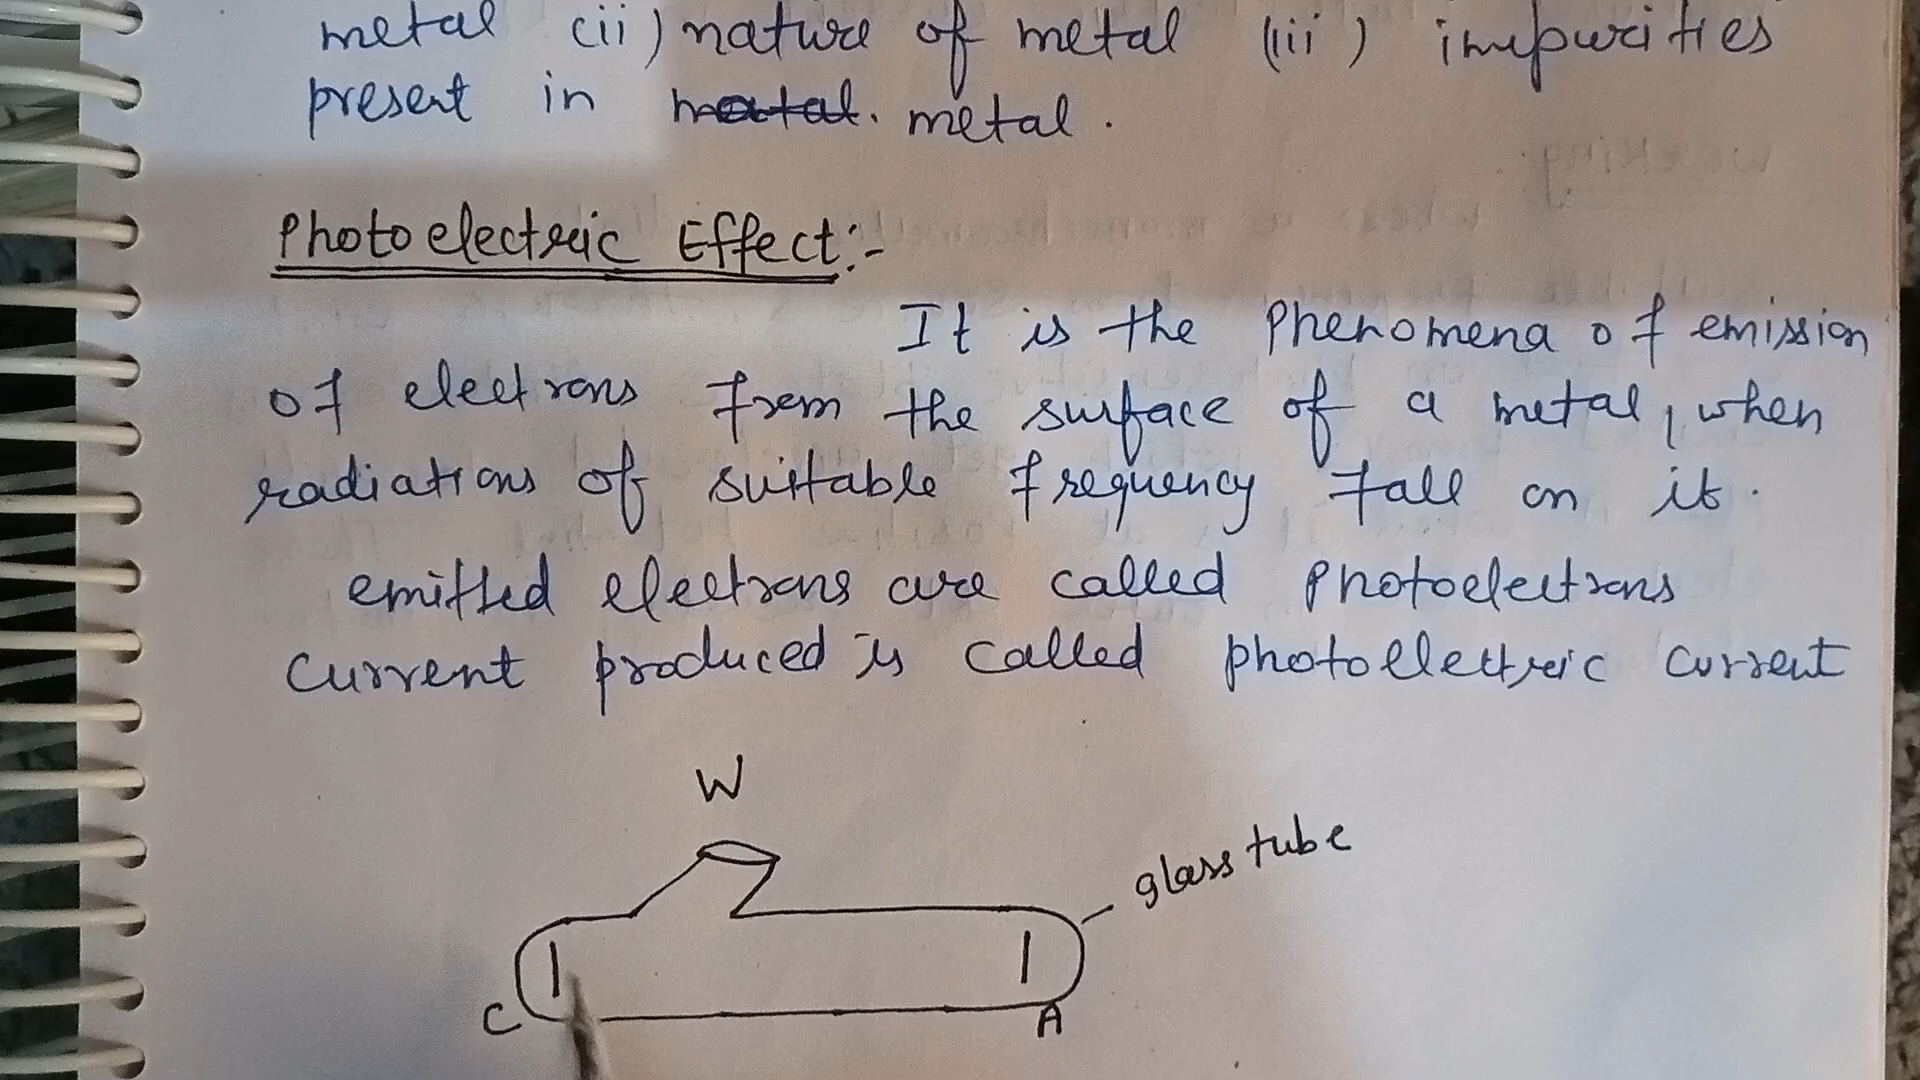 metal (ii) nature of metal (iii) impurities
present in metal.
Photoelectric Effect:-
It is the Phenomena of emission
of electrons from the surface of a metal, when
radiations of suitable frequency fall on it.
emitted electrons are called Photoelectrons
Current produced is called photoelectric current
W
glass tube
C
A